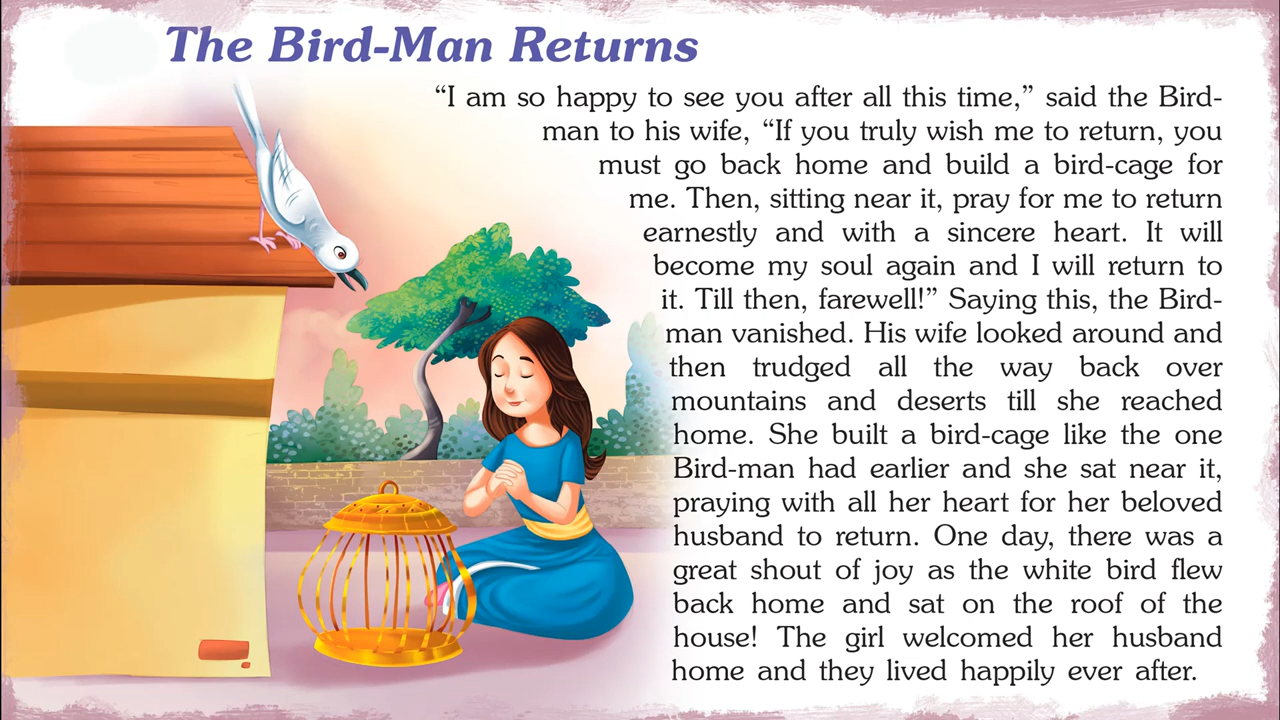 The Bird-Man Returns
“I am so happy to see you after all this time,” said the Bird-
man to his wife, “If you truly wish me to return, you
must go back home and build a bird-cage for
me. Then, sitting near it, pray for me to return
earnestly and with a sincere heart. It will
become my soul again and I will return to
it. Till then, farewell!” Saying this, the Bird-
man vanished. His wife looked around and
then trudged all the way back over
mountains and deserts till she reached
home. She built a bird-cage like the one
Bird-man had earlier and she sat near it,
praying with all her heart for her beloved
husband to return. One day, there was a
great shout of joy as the white bird flew
back home and sat on the roof of the
house! The girl welcomed her husband
home and they lived happily ever after.